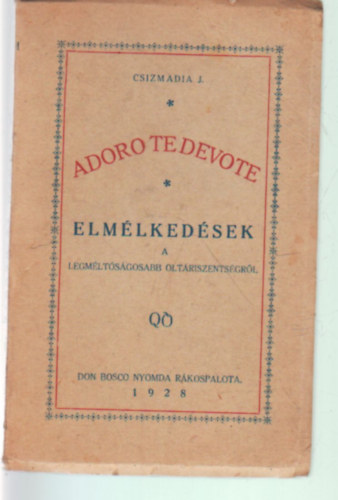 CSIZMADIA J.
ADORO TE DEVOTE
ELMÉLKEDÉSEK
A
LEGMÉLTÓSÁGOSABB OLTÁRISZENTSÉGRŐL
DON BOSCO NYOMDA RÁKOSPALOTA.
1928